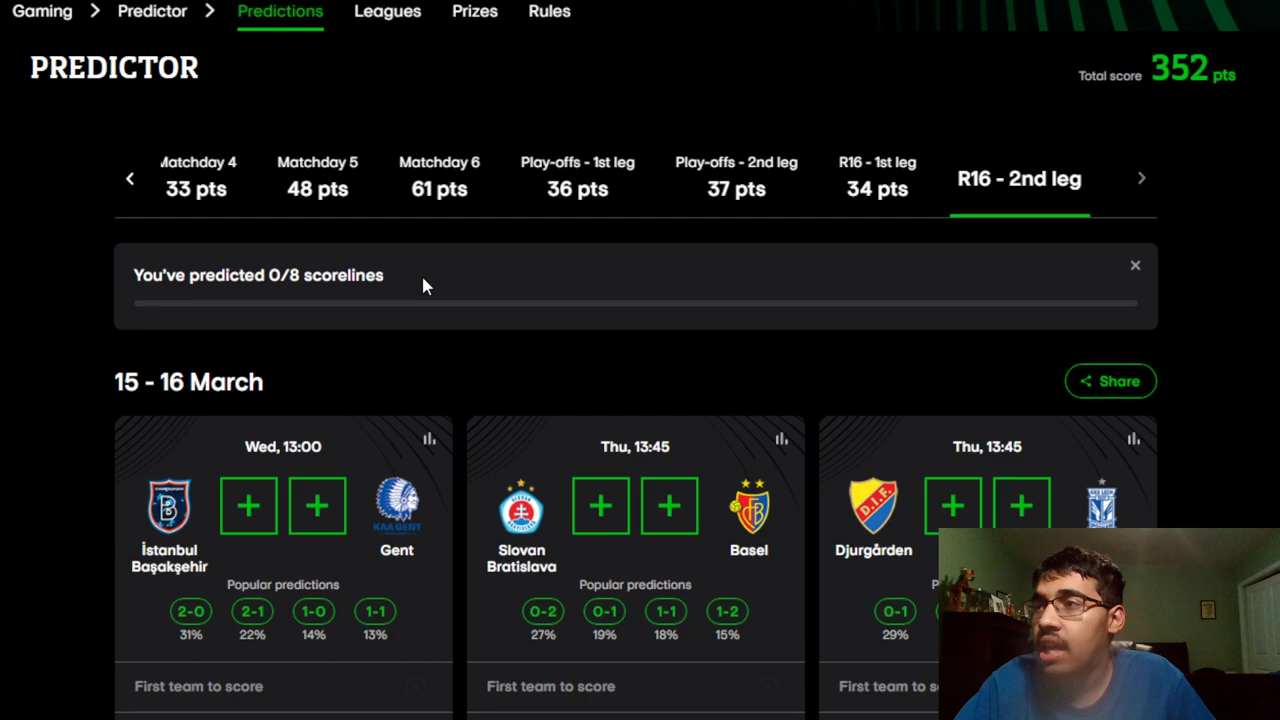 Gaming > Predictor > Predictions Leagues Prizes Rules
PREDICTOR
Total score 352 pts
Matchday 4 Matchday 5 Matchday 6 Play-offs - 1st leg Play-offs - 2nd leg R16 - 1st leg R16 - 2nd leg
33 pts 48 pts 61 pts 36 pts 37 pts 34 pts
You've predicted 0/8 scorelines
15 - 16 March
Share
Wed, 13:00 Thu, 13:45 Thu, 13:45
KAA GENT
İstanbul Başakşehir Gent Slovan Bratislava Basel Djurgården
Popular predictions Popular predictions
2-0 2-1 1-0 1-1 0-2 0-1 1-1 1-2 0-1
31% 22% 14% 13% 27% 19% 18% 15% 29%
First team to score First team to score First team to s